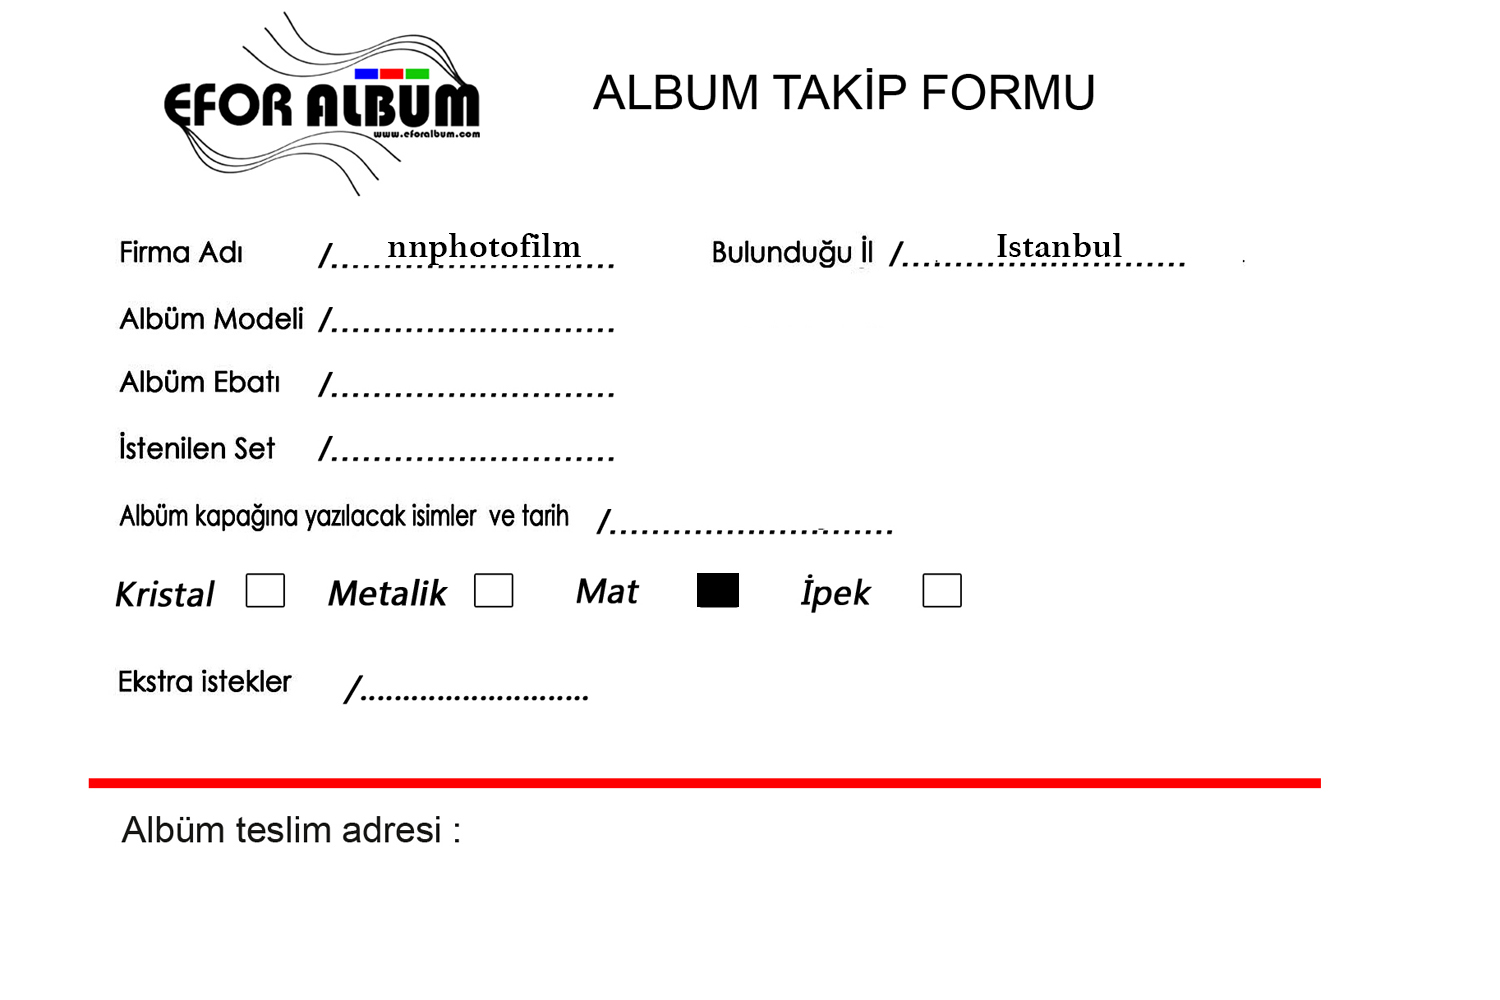 EFOR ALBUM
www.eforalbum.com
ALBUM TAKİP FORMU
Firma Adı /........................... nnphotofilm
Bulunduğu İl /........................... Istanbul
Albüm Modeli /...........................
Albüm Ebatı /...........................
İstenilen Set /...........................
Albüm kapağına yazılacak isimler ve tarih /...........................
Kristal Metalik Mat İpek
Ekstra istekler /...........................
Albüm teslim adresi :